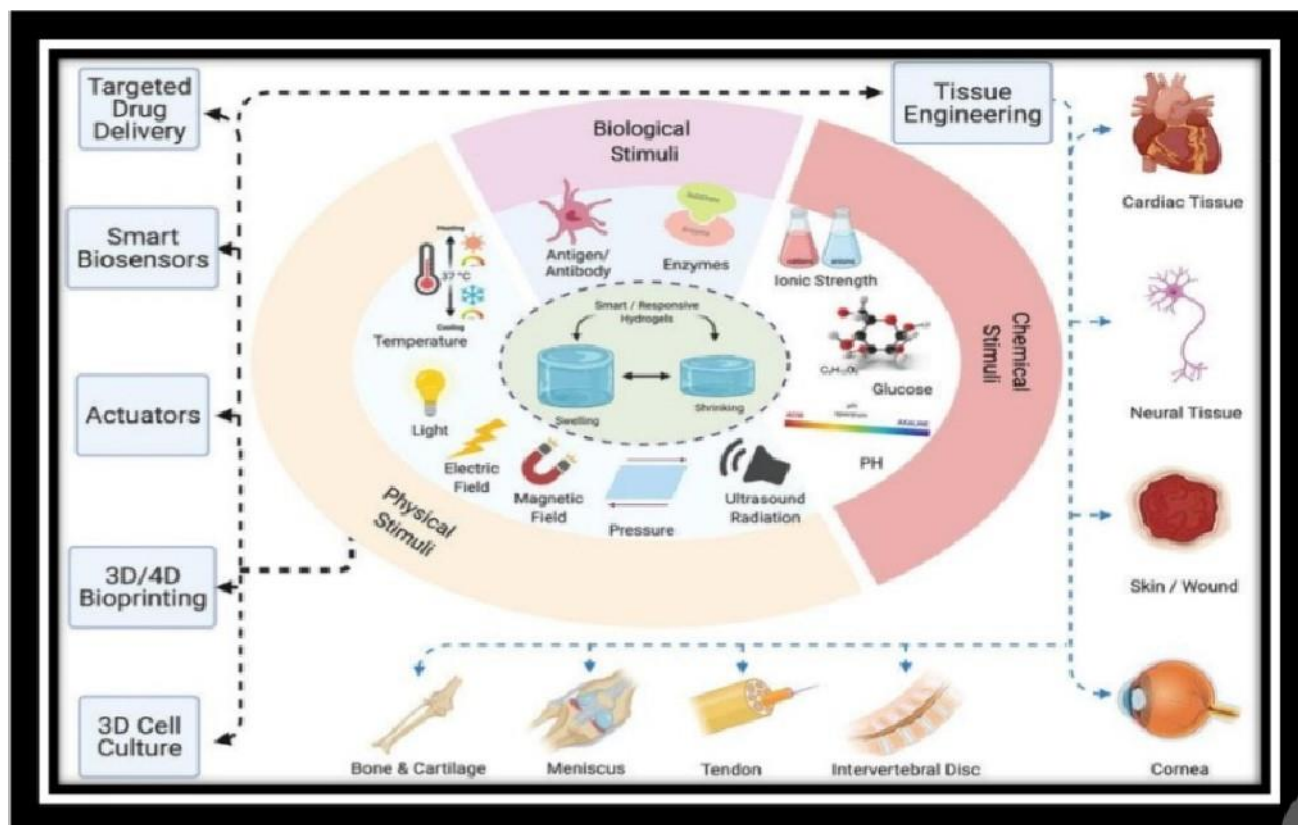 Targeted
Drug
Delivery
Smart
Biosensors
Actuators
3D/4D
Bioprinting
3D Cell
Culture
Tissue
Engineering
Biological
Stimuli
Antigen/
Antibody
Enzymes
Heating
37 °C
Cooling
Temperature
Light
Electric
Field
Magnetic
Field
Pressure
Ultrasound
Radiation
Physical
Stimuli
Smart / Responsive
Hydrogels
Swelling
Shrinking
Ionic Strength
Glucose
ALKALINE
PH
Chemical
Stimuli
Cardiac Tissue
Neural Tissue
Skin / Wound
Cornea
Bone & Cartilage
Meniscus
Tendon
Intervertebral Disc